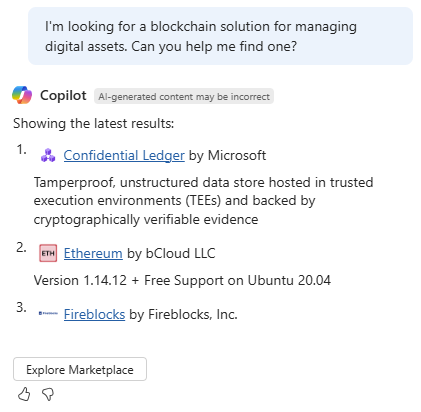 I'm looking for a blockchain solution for managing
digital assets. Can you help me find one?
Copilot AI-generated content may be incorrect
Showing the latest results:
1. Confidential Ledger by Microsoft
Tamperproof, unstructured data store hosted in trusted
execution environments (TEEs) and backed by
cryptographically verifiable evidence
2. ETH Ethereum by bCloud LLC
Version 1.14.12 + Free Support on Ubuntu 20.04
3. Fireblocks by Fireblocks, Inc.
Explore Marketplace